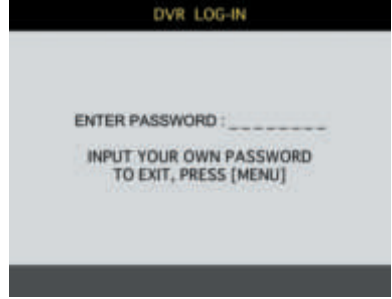 DVR LOG-IN
ENTER PASSWORD : _ _ _ _ _ _ _ _
INPUT YOUR OWN PASSWORD
TO EXIT, PRESS [MENU]